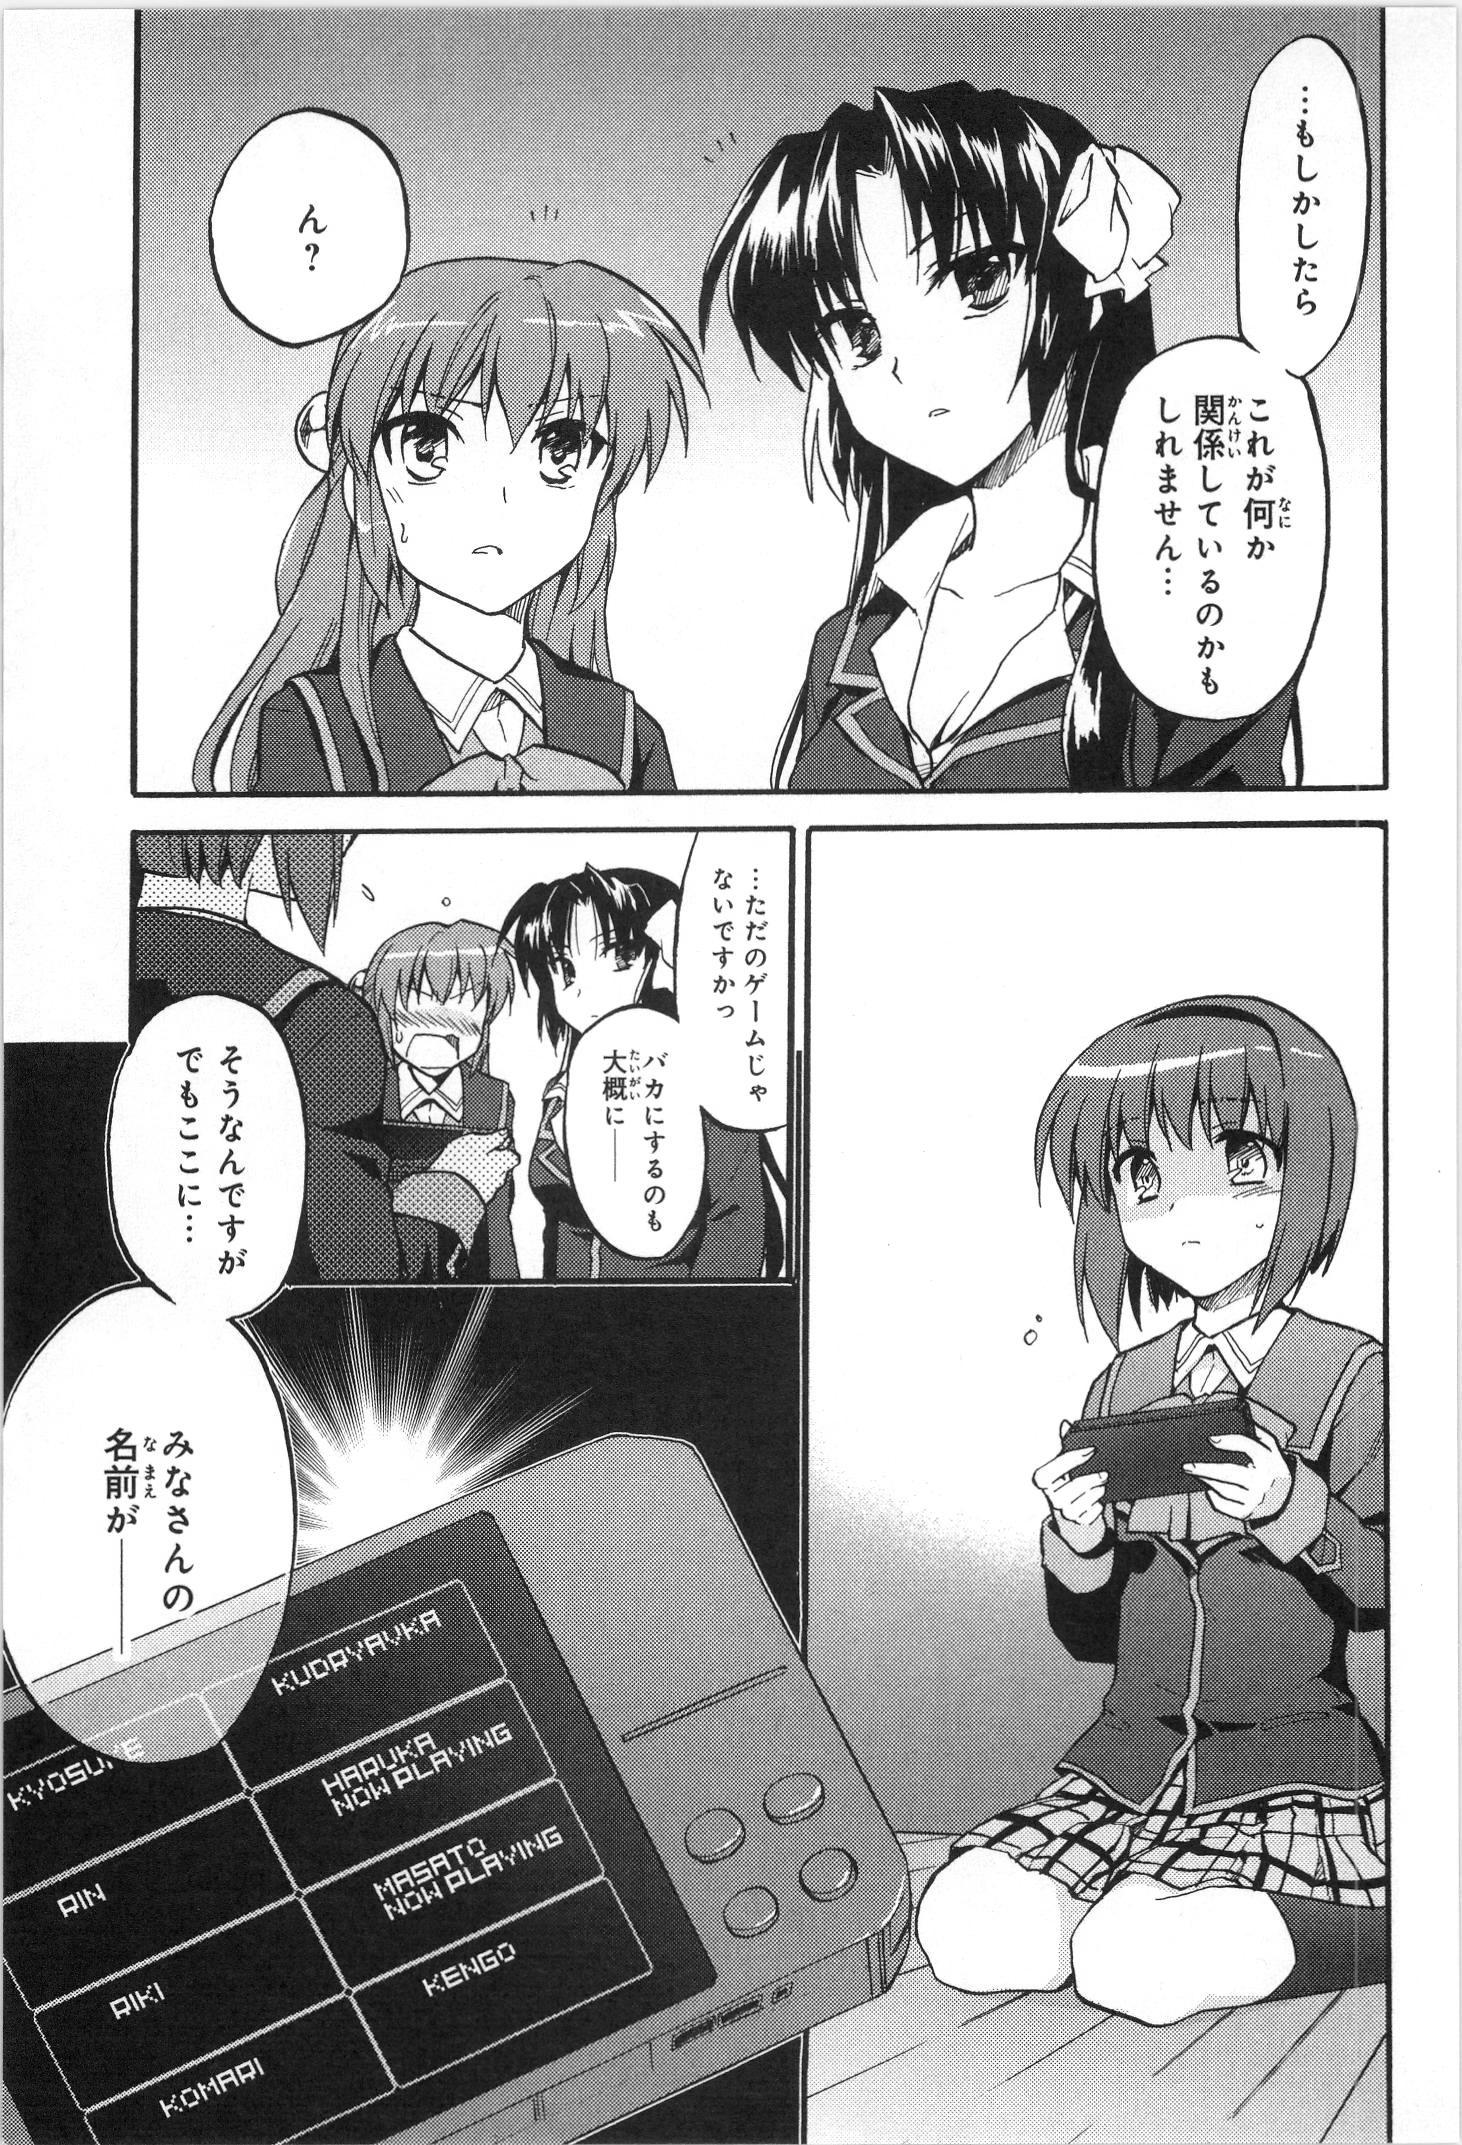 …もしかしたら
これが何か
関係しているのかも
しれません…
ん?
…ただのゲームじゃ
ないですかっ
バカにするのも
大概に──
そうなんですが
でもここに…
みなさんの
名前が──
KUDRYAVKA
KYOSUKE
HARUKA
NOW PLAYING
RIN
MASATO
NOW PLAYING
RIKI
KENGO
KOMARI